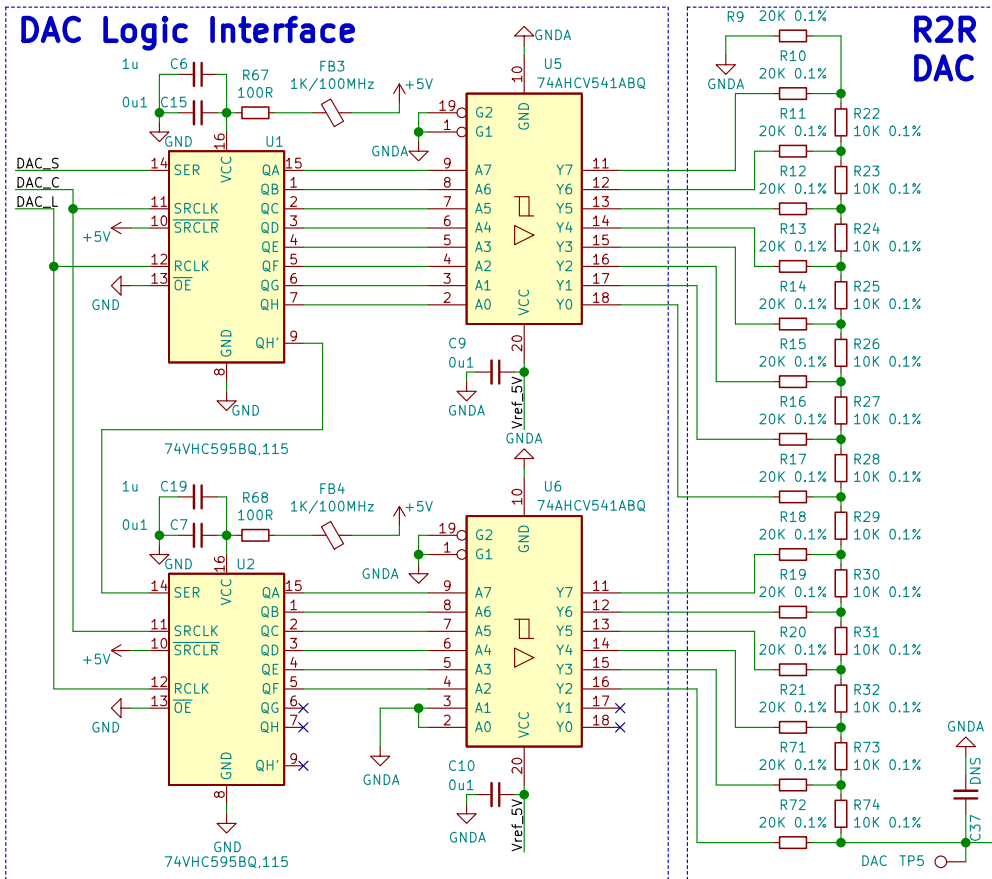 DAC Logic Interface
R2R
DAC
1u
C6
0u1
C15
R67
100R
FB3
1K/100MHz
+5V
GND
16
VCC
U1
DAC_S
DAC_C
DAC_L
14
SER
11
SRCLK
+5V
10
SRCLR
12
RCLK
GND
13
OE
QA
15
QB
1
QC
2
QD
3
QE
4
QF
5
QG
6
QH
7
QH'
9
GND
8
GND
74VHC595BQ,115
GNDA
10
GND
U5
74AHCV541ABQ
19
G2
1
G1
GNDA
9
A7
8
A6
7
A5
6
A4
5
A3
4
A2
3
A1
2
A0
Y7
11
Y6
12
Y5
13
Y4
14
Y3
15
Y2
16
Y1
17
Y0
18
VCC
20
C9
0u1
GNDA
Vref_5V
1u
C19
0u1
C7
R68
100R
FB4
1K/100MHz
+5V
GND
16
VCC
U2
14
SER
11
SRCLK
+5V
10
SRCLR
12
RCLK
GND
13
OE
QA
15
QB
1
QC
2
QD
3
QE
4
QF
5
QG
6
QH
7
QH'
9
GND
8
GND
74VHC595BQ,115
GNDA
10
GND
U6
74AHCV541ABQ
19
G2
1
G1
GNDA
9
A7
8
A6
7
A5
6
A4
5
A3
4
A2
3
A1
2
A0
GNDA
Y7
11
Y6
12
Y5
13
Y4
14
Y3
15
Y2
16
Y1
17
Y0
18
VCC
20
C10
0u1
GNDA
Vref_5V
R9
20K 0.1%
GNDA
R10
20K 0.1%
R11
20K 0.1%
R12
20K 0.1%
R13
20K 0.1%
R14
20K 0.1%
R15
20K 0.1%
R16
20K 0.1%
R17
20K 0.1%
R18
20K 0.1%
R19
20K 0.1%
R20
20K 0.1%
R21
20K 0.1%
R71
20K 0.1%
R72
20K 0.1%
R22
10K 0.1%
R23
10K 0.1%
R24
10K 0.1%
R25
10K 0.1%
R26
10K 0.1%
R27
10K 0.1%
R28
10K 0.1%
R29
10K 0.1%
R30
10K 0.1%
R31
10K 0.1%
R32
10K 0.1%
R73
10K 0.1%
R74
10K 0.1%
GNDA
DNS
C37
DAC TP5